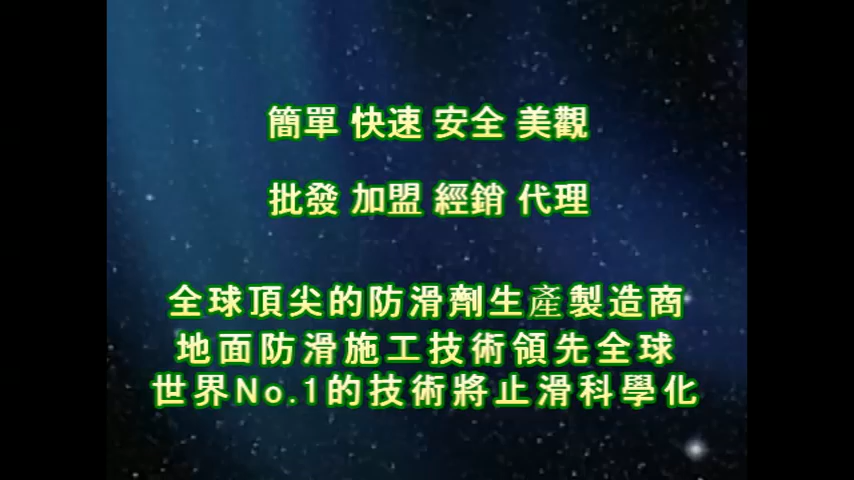 簡單 快速 安全 美觀
批發 加盟 經銷 代理
全球頂尖的防滑劑生產製造商
地面防滑施工技術領先全球
世界No.1的技術將止滑科學化